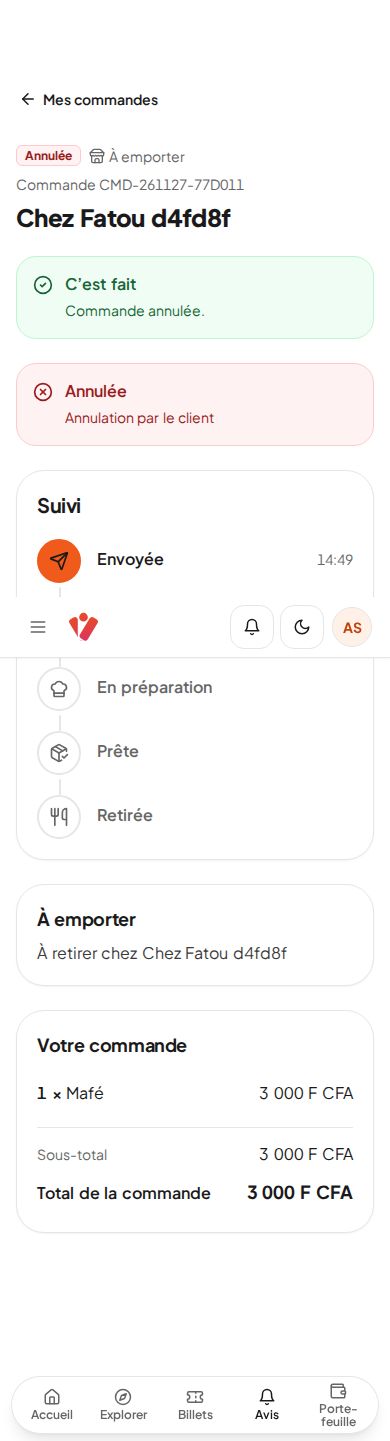 Mes commandes
Annulée À emporter
Commande CMD-261127-77D011
Chez Fatou d4fd8f
C’est fait
Commande annulée.
Annulée
Annulation par le client
Suivi
Envoyée 14:49
AS
En préparation
Prête
Retirée
À emporter
À retirer chez Chez Fatou d4fd8f
Votre commande
1 × Mafé 3 000 F CFA
Sous-total 3 000 F CFA
Total de la commande 3 000 F CFA
Accueil Explorer Billets Avis Porte-
feuille